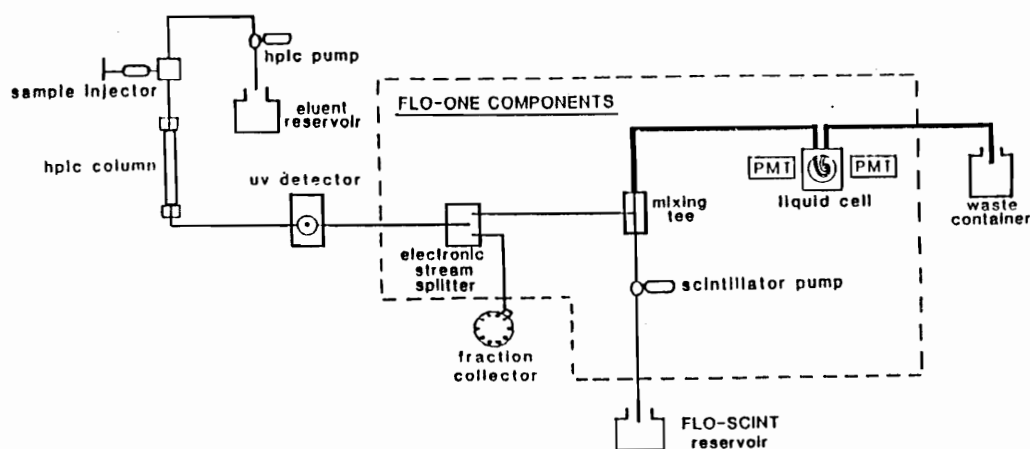 hplc pump
sample injector
eluent
reservoir
FLO-ONE COMPONENTS
hplc column
uv detector
PMT
PMT
liquid cell
waste
container
mixing
tee
electronic
stream
splitter
scintillator pump
fraction
collector
FLO-SCINT
reservoir